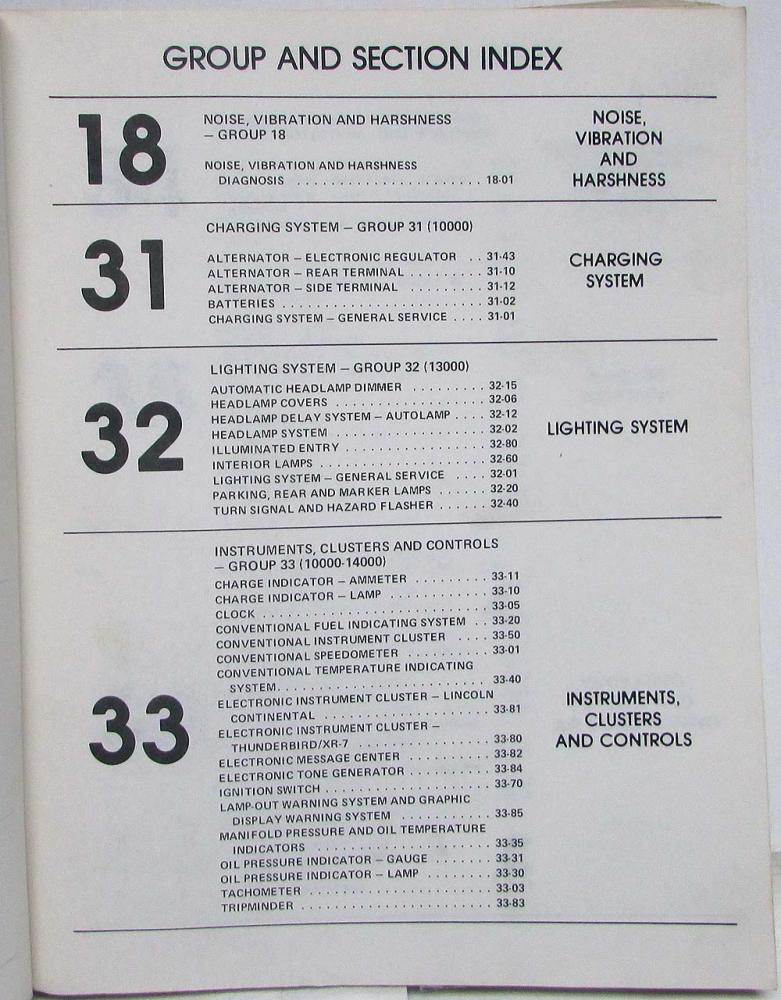 GROUP AND SECTION INDEX
18
NOISE, VIBRATION AND HARSHNESS
– GROUP 18
NOISE, VIBRATION AND HARSHNESS
DIAGNOSIS . . . . . . . . . . . . . . . . . . . . . . 18-01
NOISE,
VIBRATION
AND
HARSHNESS
31
CHARGING SYSTEM – GROUP 31 (10000)
ALTERNATOR – ELECTRONIC REGULATOR . . 31-43
ALTERNATOR – REAR TERMINAL . . . . . . . . . 31-10
ALTERNATOR – SIDE TERMINAL . . . . . . . . . 31-12
BATTERIES . . . . . . . . . . . . . . . . . . . . . . . . 31-02
CHARGING SYSTEM – GENERAL SERVICE . . . . 31-01
CHARGING
SYSTEM
32
LIGHTING SYSTEM – GROUP 32 (13000)
AUTOMATIC HEADLAMP DIMMER . . . . . . . . . 32-15
HEADLAMP COVERS . . . . . . . . . . . . . . . . . . 32-06
HEADLAMP DELAY SYSTEM – AUTOLAMP . . . . 32-12
HEADLAMP SYSTEM . . . . . . . . . . . . . . . . . . 32-02
ILLUMINATED ENTRY . . . . . . . . . . . . . . . . . 32-80
INTERIOR LAMPS . . . . . . . . . . . . . . . . . . . . 32-60
LIGHTING SYSTEM – GENERAL SERVICE . . . . 32-01
PARKING, REAR AND MARKER LAMPS . . . . . . 32-20
TURN SIGNAL AND HAZARD FLASHER . . . . . . 32-40
LIGHTING SYSTEM
33
INSTRUMENTS, CLUSTERS AND CONTROLS
– GROUP 33 (10000-14000)
CHARGE INDICATOR – AMMETER . . . . . . . . . 33-11
CHARGE INDICATOR – LAMP . . . . . . . . . . . . 33-10
CLOCK . . . . . . . . . . . . . . . . . . . . . . . . . . . 33-05
CONVENTIONAL FUEL INDICATING SYSTEM . . 33-20
CONVENTIONAL INSTRUMENT CLUSTER . . . . 33-50
CONVENTIONAL SPEEDOMETER . . . . . . . . . . 33-01
CONVENTIONAL TEMPERATURE INDICATING
SYSTEM. . . . . . . . . . . . . . . . . . . . . . . . . 33-40
ELECTRONIC INSTRUMENT CLUSTER – LINCOLN
CONTINENTAL . . . . . . . . . . . . . . . . . . . . 33-81
ELECTRONIC INSTRUMENT CLUSTER –
THUNDERBIRD/XR-7 . . . . . . . . . . . . . . . . 33-80
ELECTRONIC MESSAGE CENTER . . . . . . . . . . 33-82
ELECTRONIC TONE GENERATOR . . . . . . . . . . 33-84
IGNITION SWITCH . . . . . . . . . . . . . . . . . . . . 33-70
LAMP-OUT WARNING SYSTEM AND GRAPHIC
DISPLAY WARNING SYSTEM . . . . . . . . . . . 33-85
MANIFOLD PRESSURE AND OIL TEMPERATURE
INDICATORS . . . . . . . . . . . . . . . . . . . . . 33-35
OIL PRESSURE INDICATOR – GAUGE . . . . . . . 33-31
OIL PRESSURE INDICATOR – LAMP . . . . . . . . 33-30
TACHOMETER . . . . . . . . . . . . . . . . . . . . . . 33-03
TRIPMINDER . . . . . . . . . . . . . . . . . . . . . . . 33-83
INSTRUMENTS,
CLUSTERS
AND CONTROLS